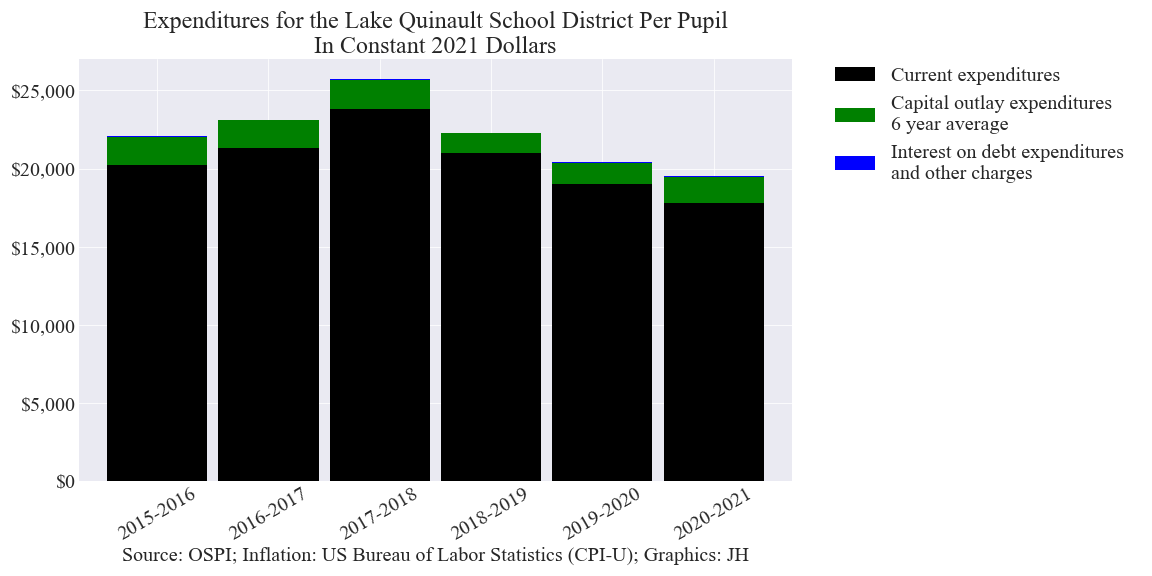 Expenditures for the Lake Quinault School District Per Pupil
In Constant 2021 Dollars
$25,000
$20,000
$15,000
$10,000
$5,000
$0
2015-2016
2016-2017
2017-2018
2018-2019
2019-2020
2020-2021
Source: OSPI; Inflation: US Bureau of Labor Statistics (CPI-U); Graphics: JH
Current expenditures
Capital outlay expenditures
6 year average
Interest on debt expenditures
and other charges